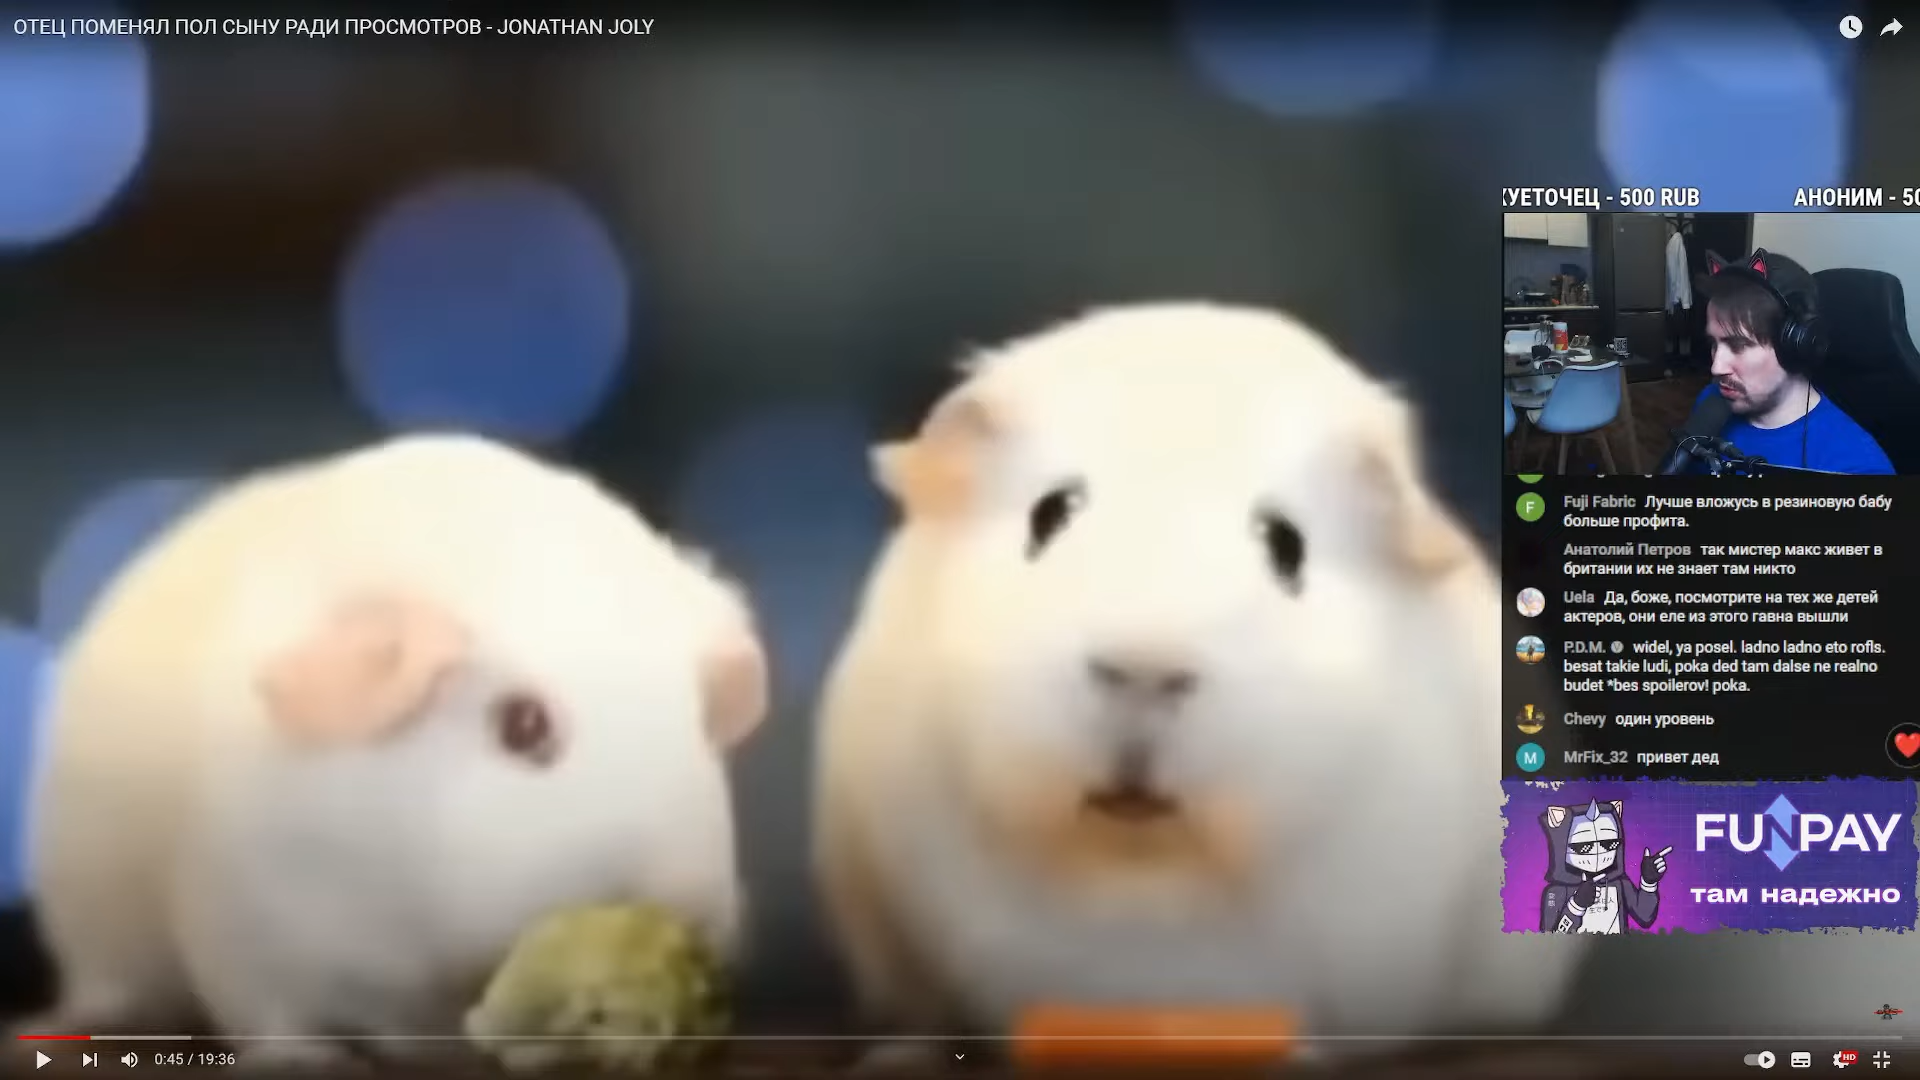 ОТЕЦ ПОМЕНЯЛ ПОЛ СЫНУ РАДИ ПРОСМОТРОВ - JONATHAN JOLY
ХУЕТОЧЕЦ - 500 RUB АНОНИМ - 50
Fuji Fabric Лучше вложусь в резиновую бабу
больше профита.
Анатолий Петров так мистер макс живет в
британии их не знает там никто
Uela Да, боже, посмотрите на тех же детей
актеров, они еле из этого гавна вышли
P.D.M. widel, ya posel. ladno ladno eto rofls.
besat takie ludi, poka ded tam dalse ne realno
budet *bes spoilerov! poka.
Chevy один уровень
MrFix_32 привет дед
FUNPAY
там надежно
0:45 / 19:36
HD